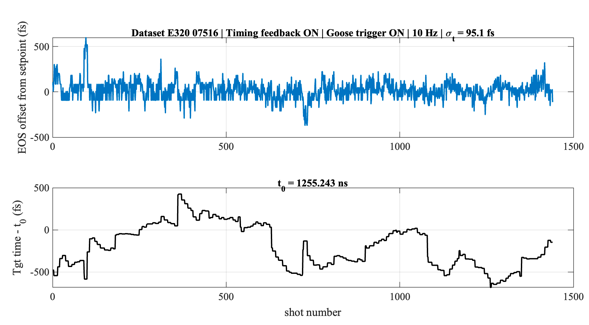 Dataset E320 07516 | Timing feedback ON | Goose trigger ON | 10 Hz | σt = 95.1 fs
EOS offset from setpoint (fs)
500
0
-500
0
500
1000
1500
t0 = 1255.243 ns
Tgt time - t0 (fs)
500
0
-500
0
500
1000
1500
shot number